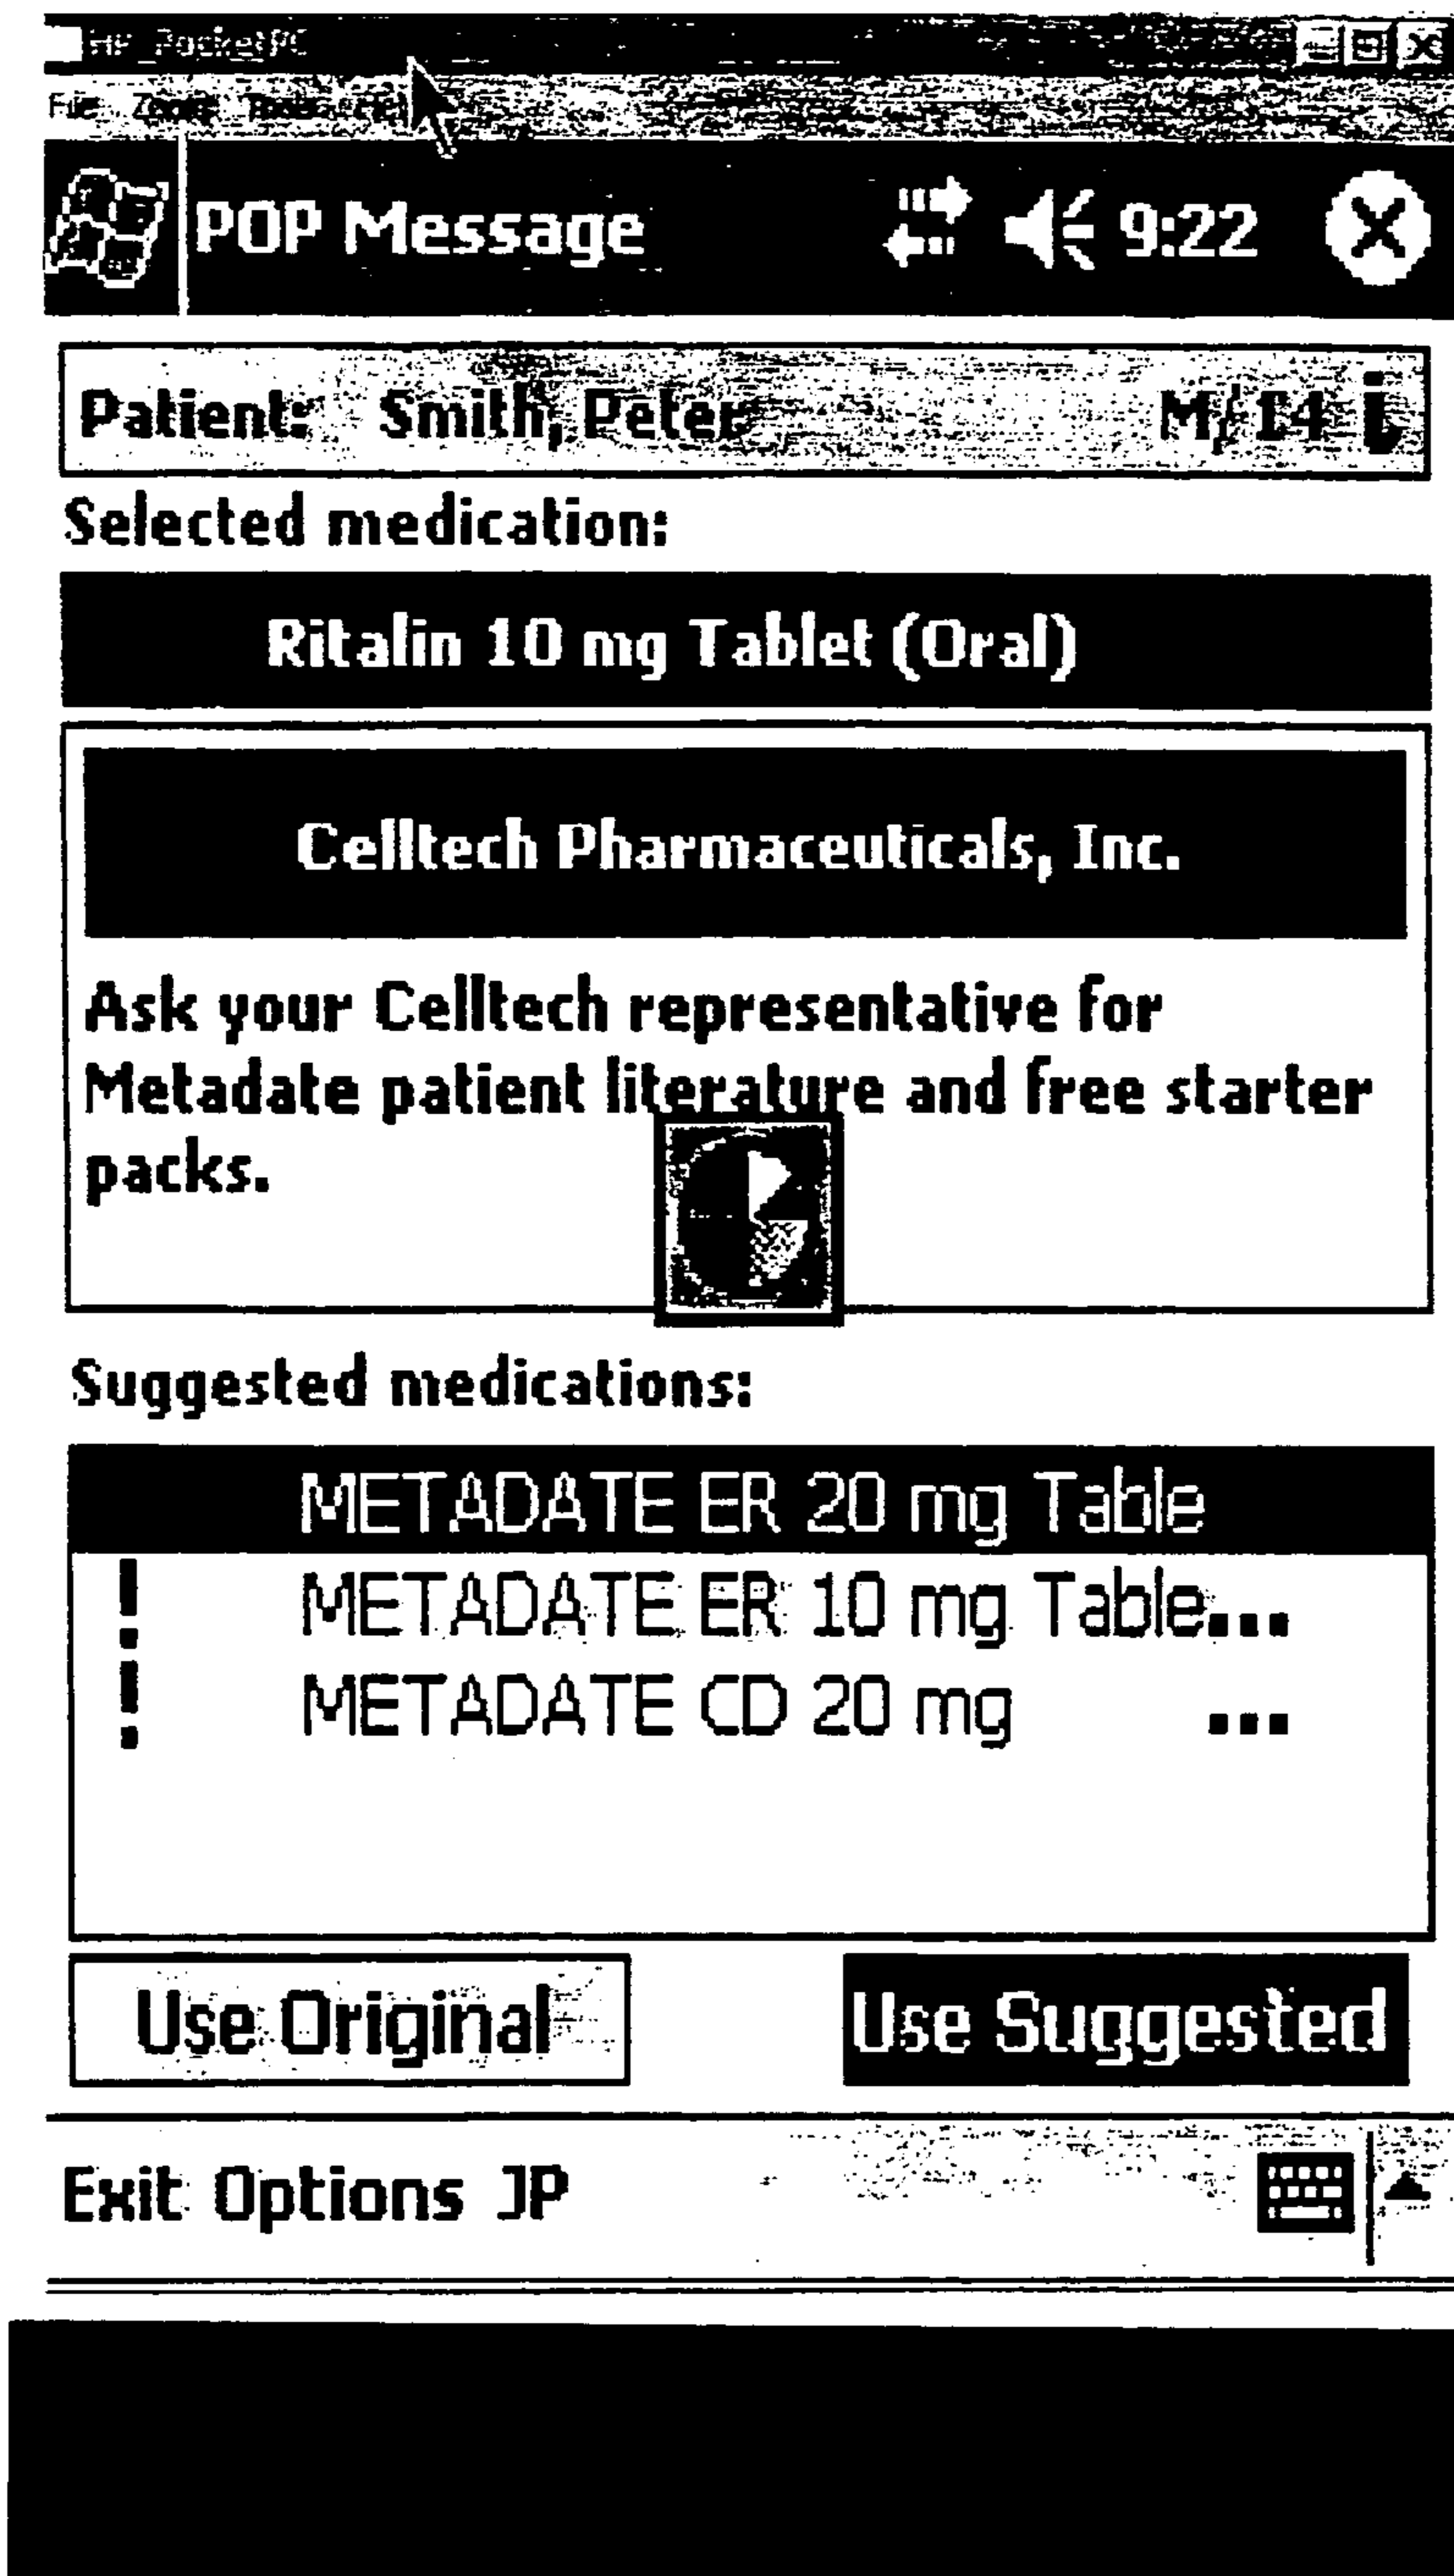 HP PocketPC
File Zoom Tools
POP Message 9:22
Patient: Smith, Peter M/14 i
Selected medication:
Ritalin 10 mg Tablet (Oral)
Celltech Pharmaceuticals, Inc.
Ask your Celltech representative for
Metadate patient literature and free starter
packs.
Suggested medications:
METADATE ER 20 mg Table
! METADATE ER 10 mg Table...
! METADATE CD 20 mg ...
Use Original Use Suggested
Exit Options JP